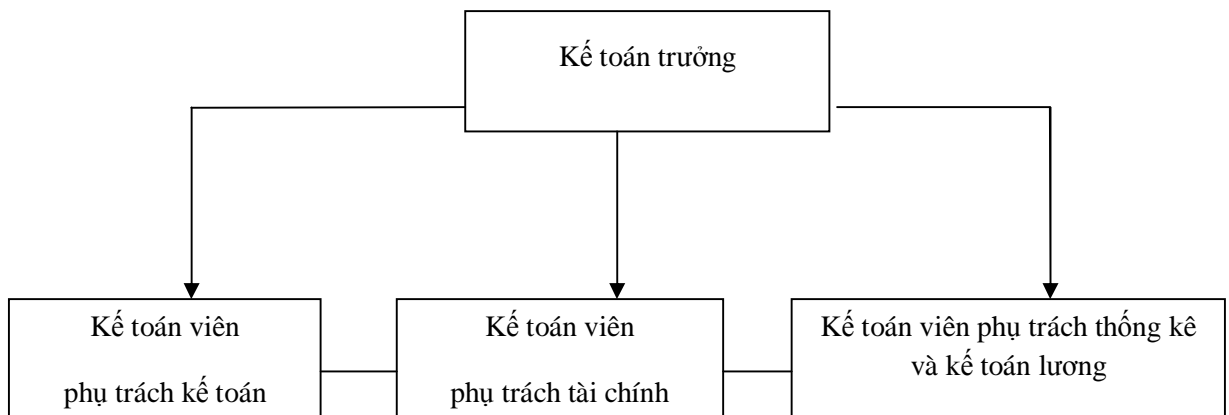 Kế toán trưởng
Kế toán viên
phụ trách kế toán
Kế toán viên
phụ trách tài chính
Kế toán viên phụ trách thống kê
và kế toán lương